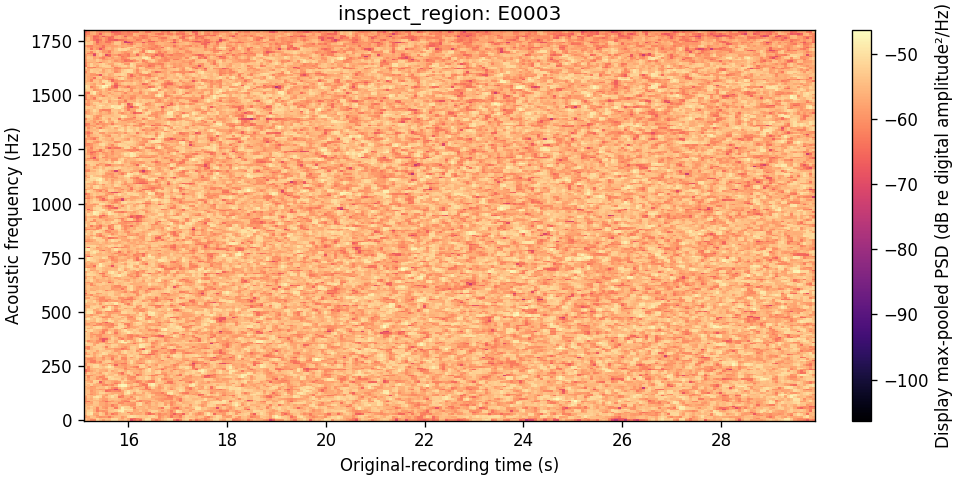 inspect_region: E0003
Acoustic frequency (Hz)
1750
1500
1250
1000
750
500
250
0
16 18 20 22 24 26 28
Original-recording time (s)
−50
−60
−70
−80
−90
−100
Display max-pooled PSD (dB re digital amplitude²/Hz)